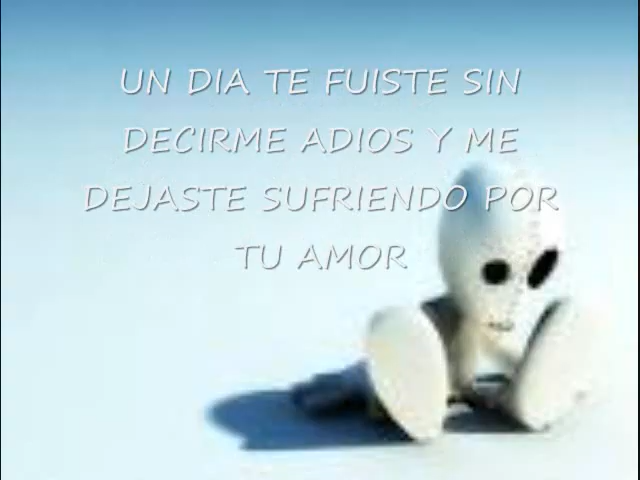 UN DIA TE FUISTE SIN
DECIRME ADIOS Y ME
DEJASTE SUFRIENDO POR
TU AMOR